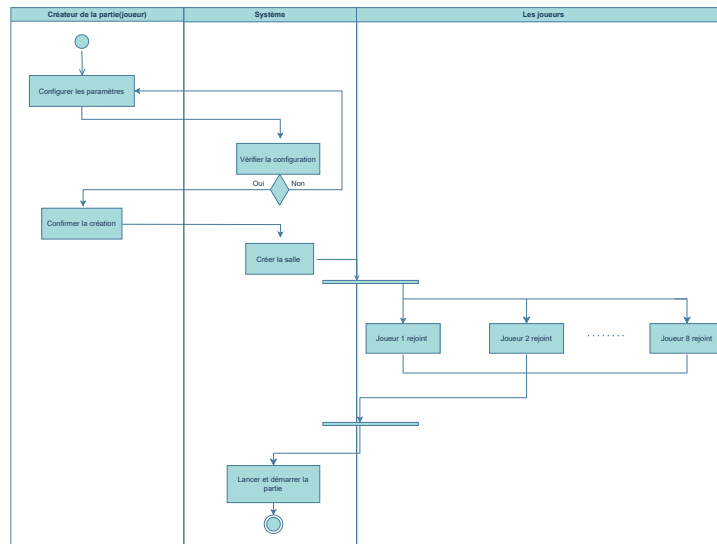 Créateur de la partie(joueur)
Système
Les joueurs
Configurer les paramètres
Vérifier la configuration
Oui
Non
Confirmer la création
Créer la salle
Joueur 1 rejoint
Joueur 2 rejoint
. . . . . . . .
Joueur 8 rejoint
Lancer et démarrer la
partie